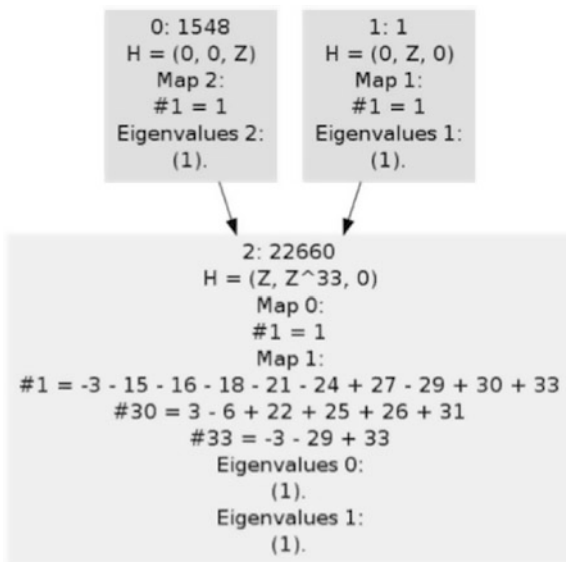 0: 1548
H = (0, 0, Z)
Map 2:
#1 = 1
Eigenvalues 2:
(1).
1: 1
H = (0, Z, 0)
Map 1:
#1 = 1
Eigenvalues 1:
(1).
2: 22660
H = (Z, Z^33, 0)
Map 0:
#1 = 1
Map 1:
#1 = -3 - 15 - 16 - 18 - 21 - 24 + 27 - 29 + 30 + 33
#30 = 3 - 6 + 22 + 25 + 26 + 31
#33 = -3 - 29 + 33
Eigenvalues 0:
(1).
Eigenvalues 1:
(1).